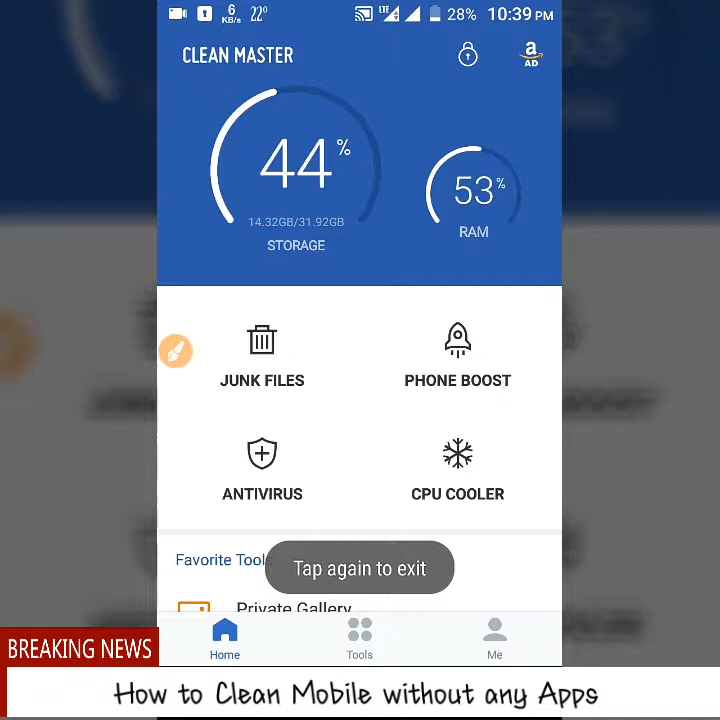 6 KB/s 22° LTE 28% 10:39 PM
CLEAN MASTER
a
AD
44%
14.32GB/31.92GB
STORAGE
53%
RAM
JUNK FILES
PHONE BOOST
ANTIVIRUS
CPU COOLER
Favorite Tools
Tap again to exit
Private Gallery
Home
Tools
Me
BREAKING NEWS
How to Clean Mobile without any Apps